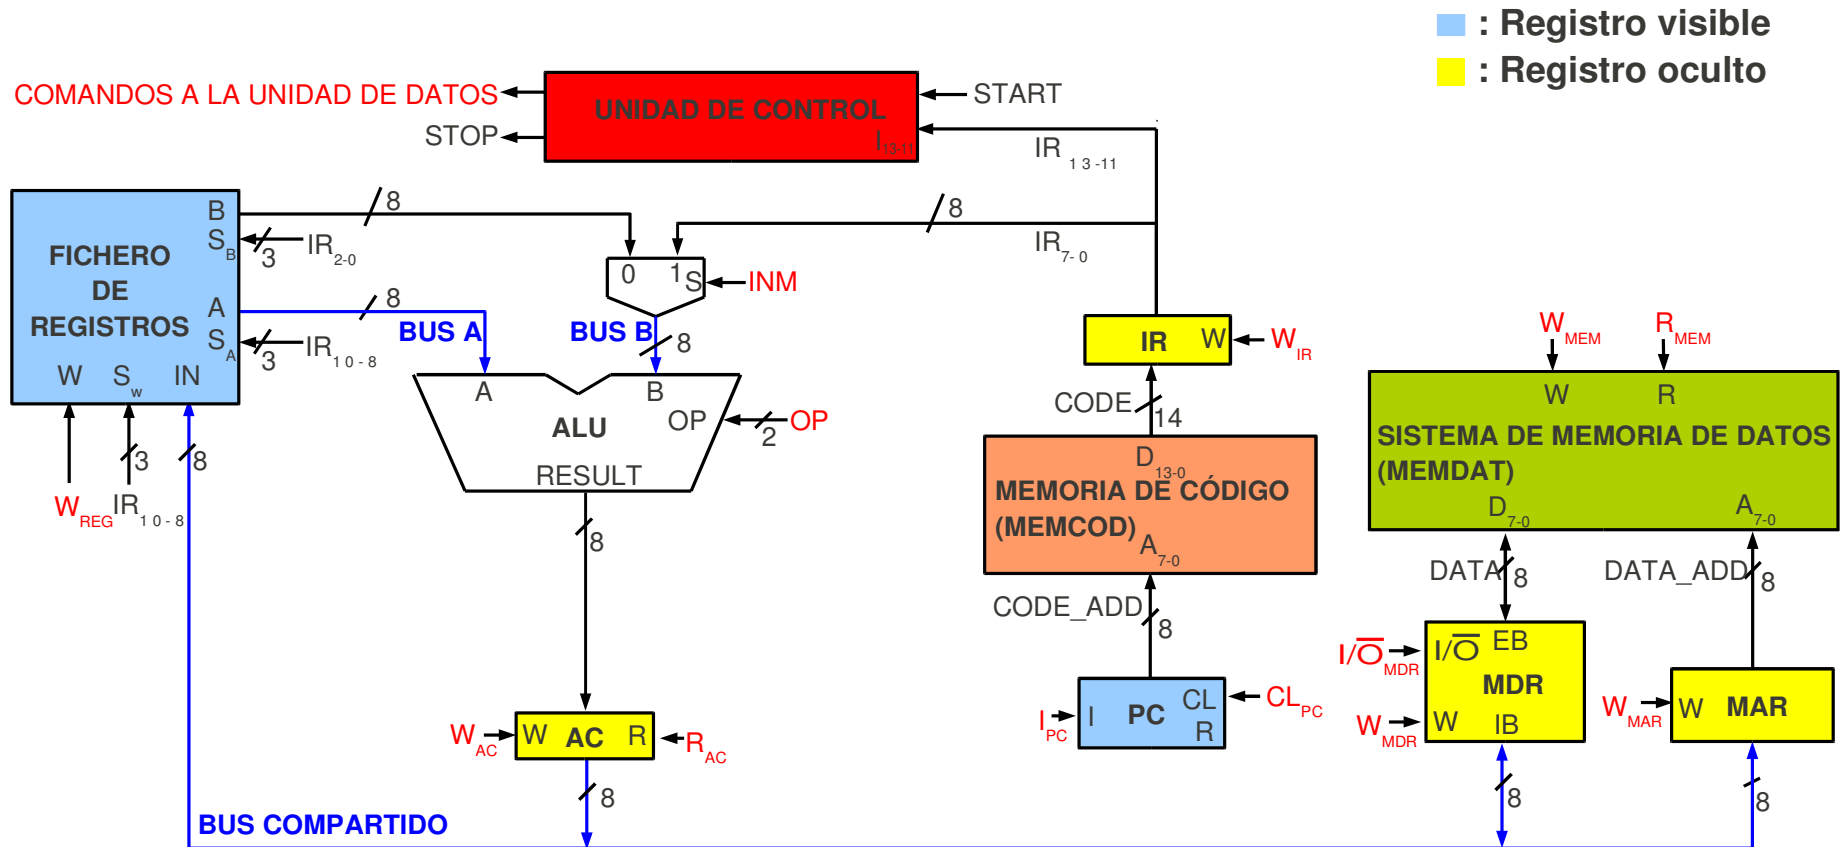 : Registro visible
: Registro oculto
COMANDOS A LA UNIDAD DE DATOS
STOP
UNIDAD DE CONTROL
I13-11
START
IR 13-11
8
8
IR7-0
FICHERO
DE
REGISTROS
B
SB
3
IR2-0
A
SA
3
IR10-8
8
W
Sw
IN
3
8
WREG
IR10-8
0
1
S
INM
BUS A
BUS B
8
A
B
ALU
OP
2
OP
RESULT
8
IR
W
WIR
CODE
14
D13-0
MEMORIA DE CÓDIGO
(MEMCOD)
A7-0
CODE_ADD
8
IPC
I
PC
CL
R
CLPC
WMEM
RMEM
W
R
SISTEMA DE MEMORIA DE DATOS
(MEMDAT)
D7-0
A7-0
DATA
8
DATA_ADD
8
I/O̅MDR
I/O̅
EB
MDR
WMDR
W
IB
8
WMAR
W
MAR
8
WAC
W
AC
R
RAC
8
BUS COMPARTIDO